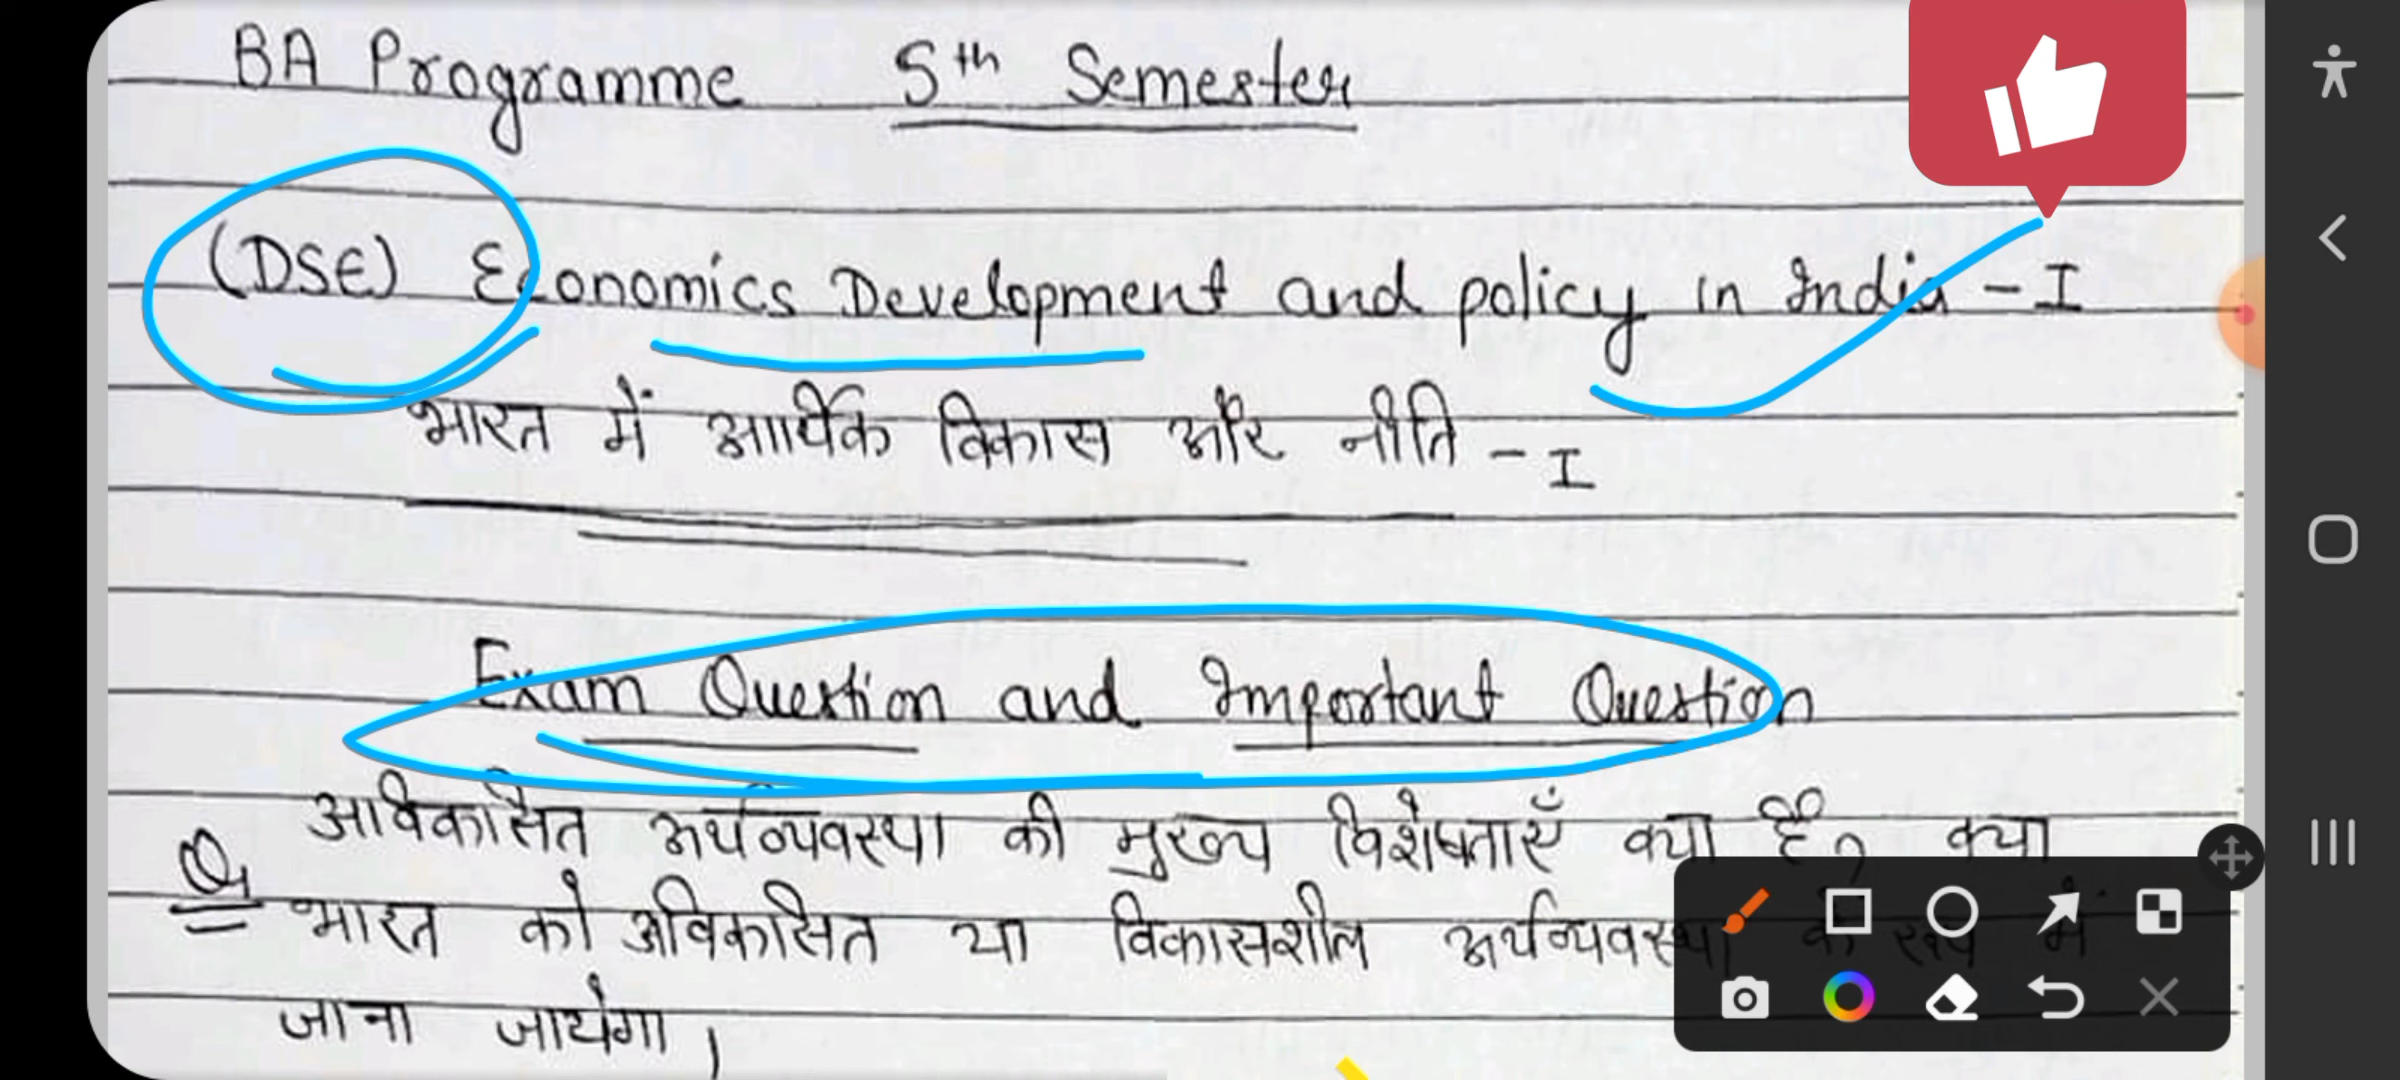 BA Programme 5th Semester
(DSE) Economics Development and policy in India - I
भारत में आर्थिक विकास और नीति - I
Exam Question and Important Question
Q अविकसित अर्थव्यवस्था की मुख्य विशेषताएँ क्या हैं? क्या
भारत को अविकसित या विकासशील अर्थव्यवस्था के रूप में
जाना जायेगा।